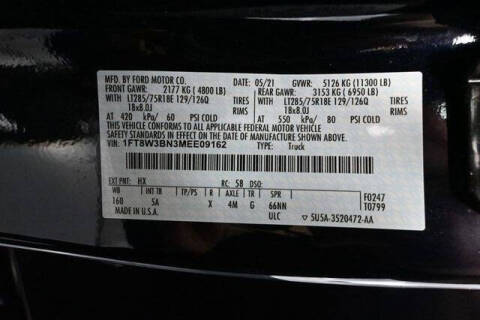 MFD. BY FORD MOTOR CO.
DATE: 05/21 GVWR: 5126 KG (11300 LB)
FRONT GAWR: 2177 KG ( 4800 LB) REAR GAWR: 3153 KG ( 6950 LB)
WITH LT285/75R18E 129/126Q TIRES WITH LT285/75R18E 129/126Q TIRES
18x8.0J RIMS 18x8.0J RIMS
AT 420 kPa/ 60 PSI COLD AT 550 kPa/ 80 PSI COLD
THIS VEHICLE CONFORMS TO ALL APPLICABLE FEDERAL MOTOR VEHICLE
SAFETY STANDARDS IN EFFECT ON THE DATE OF MANUFACTURE SHOWN ABOVE.
VIN: 1FT8W3BN3MEE09162 TYPE: Truck
EXT PNT: HX RC: 58 DSO: F0247
WB INT TR TP/PS R AXLE TR SPR T0799
160 SA X 4M G 66NN
MADE IN U.S.A. ULC 5U5A-3520472-AA